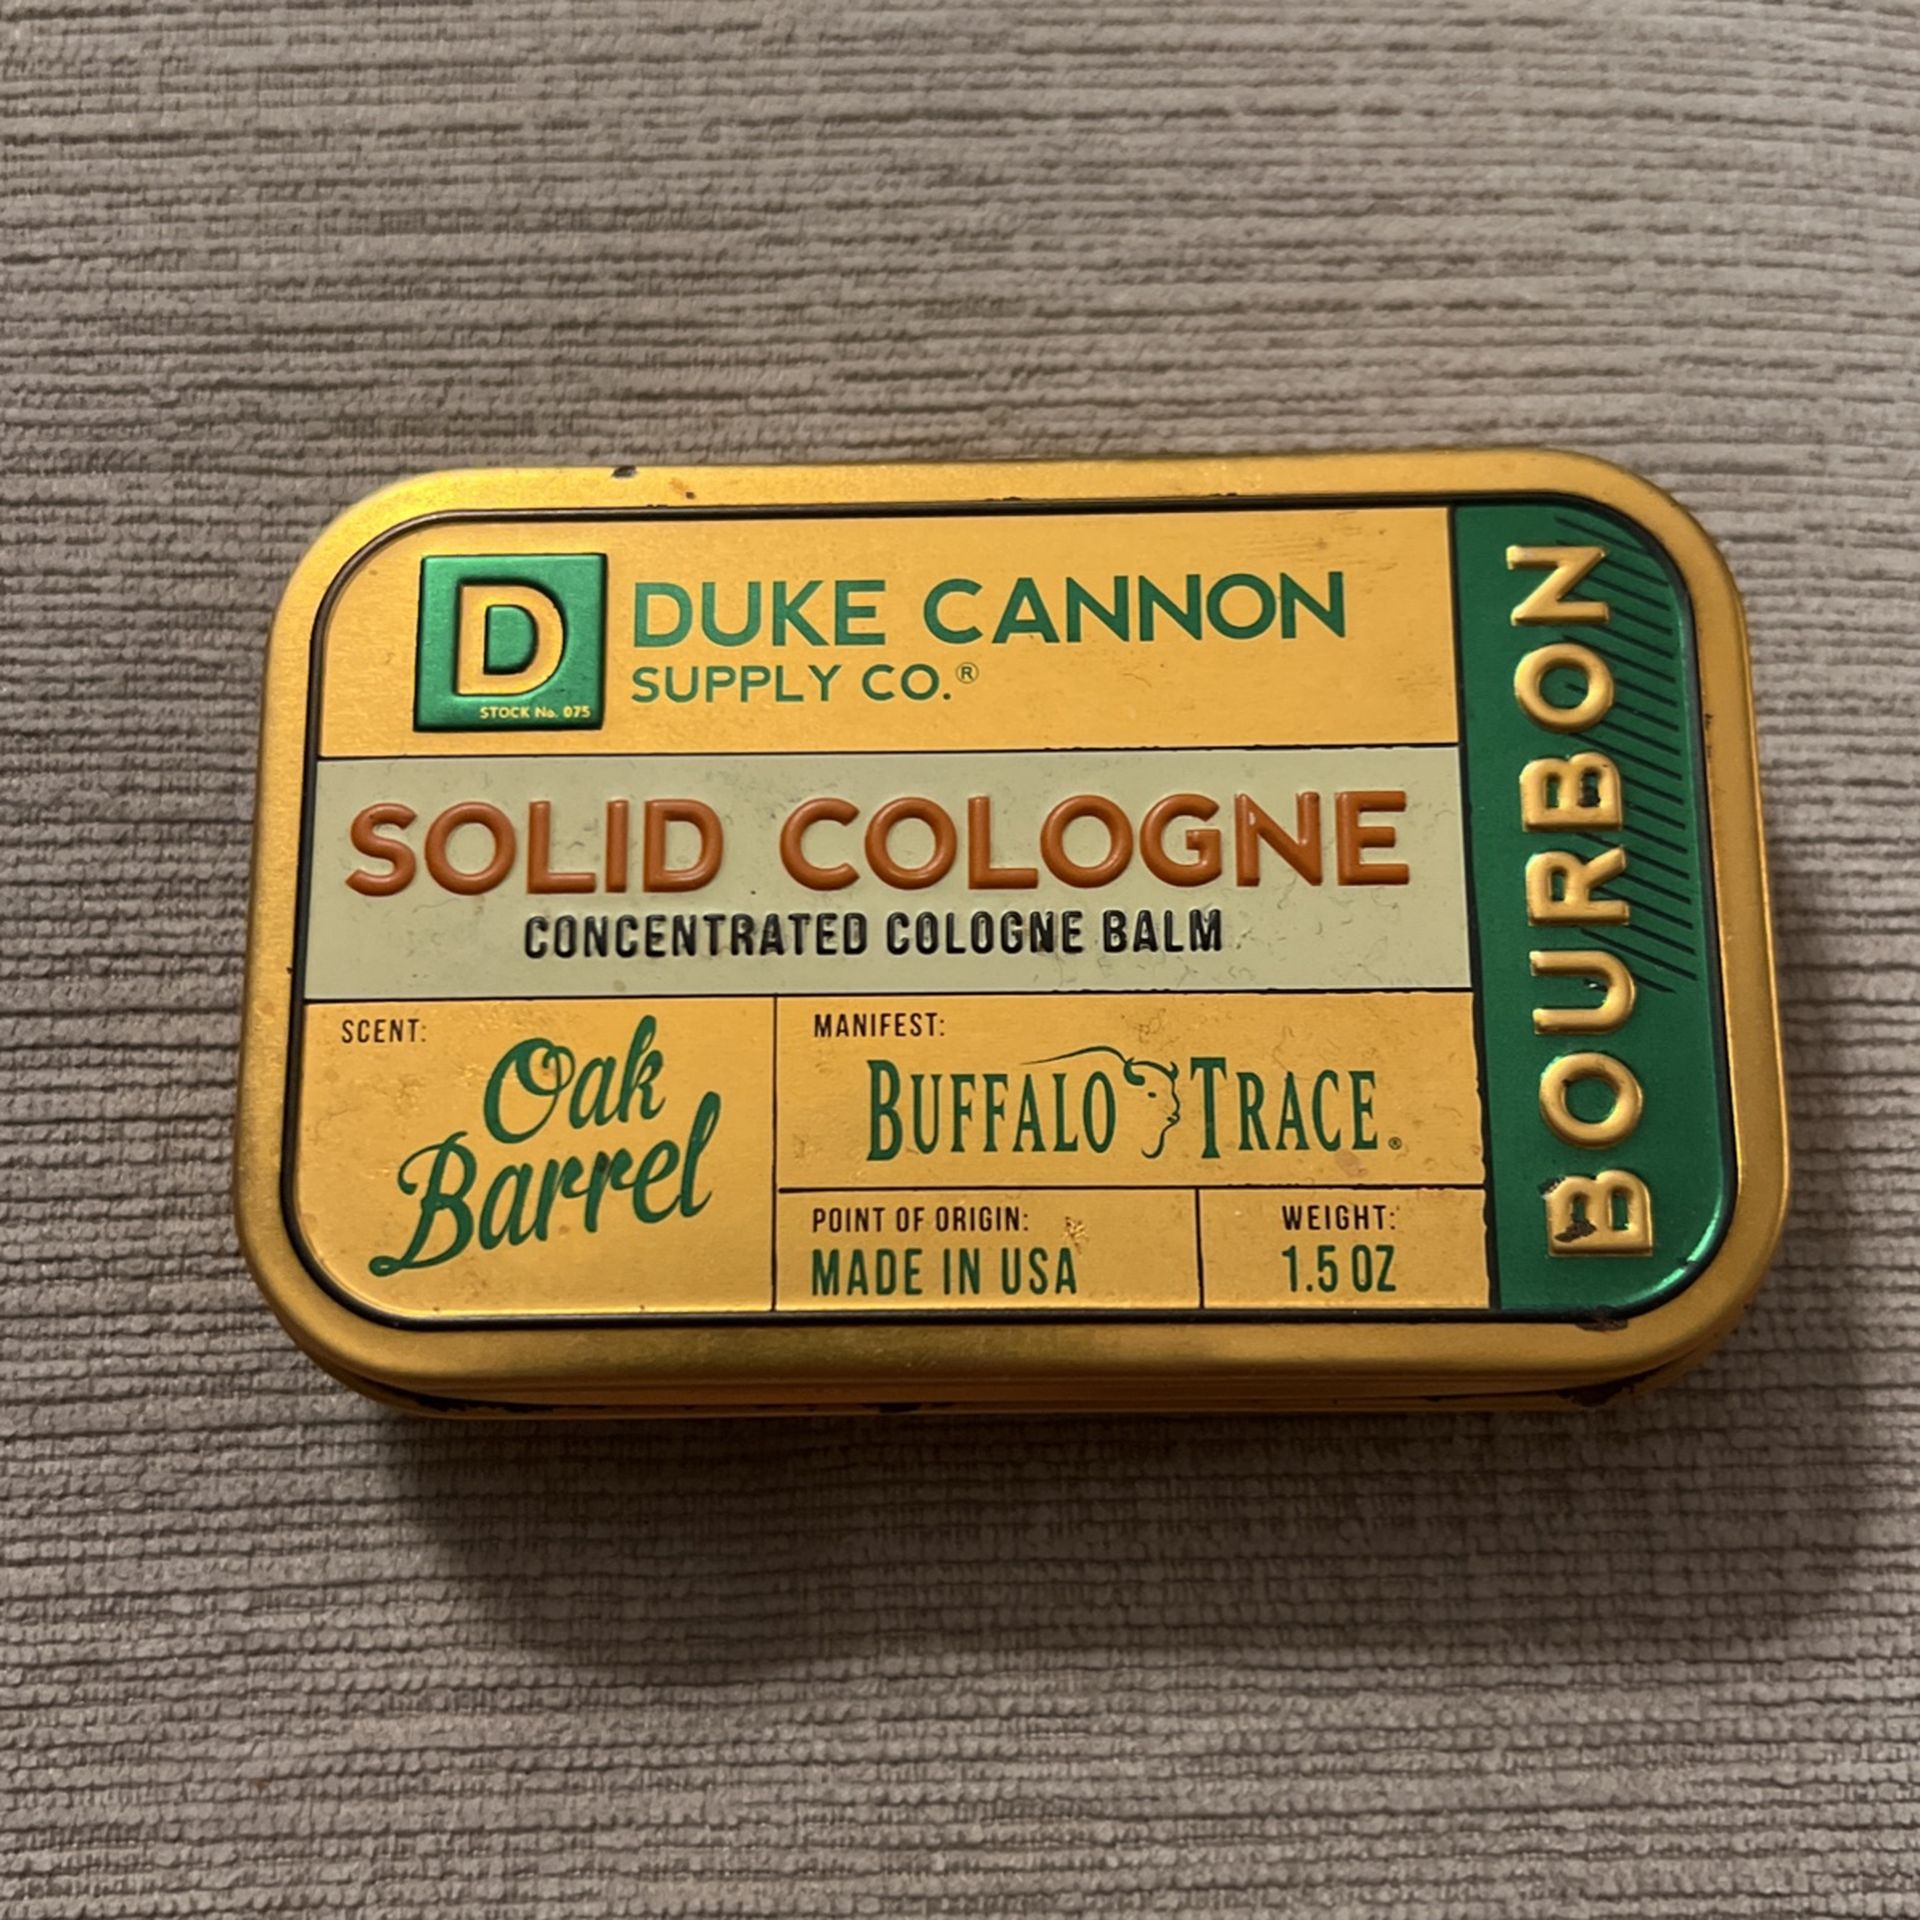 D
STOCK No. 075
DUKE CANNON
SUPPLY CO.®
SOLID COLOGNE
CONCENTRATED COLOGNE BALM
SCENT:
Oak
Barrel
MANIFEST:
BUFFALO TRACE®
POINT OF ORIGIN:
MADE IN USA
WEIGHT:
1.5 OZ
BOURBON